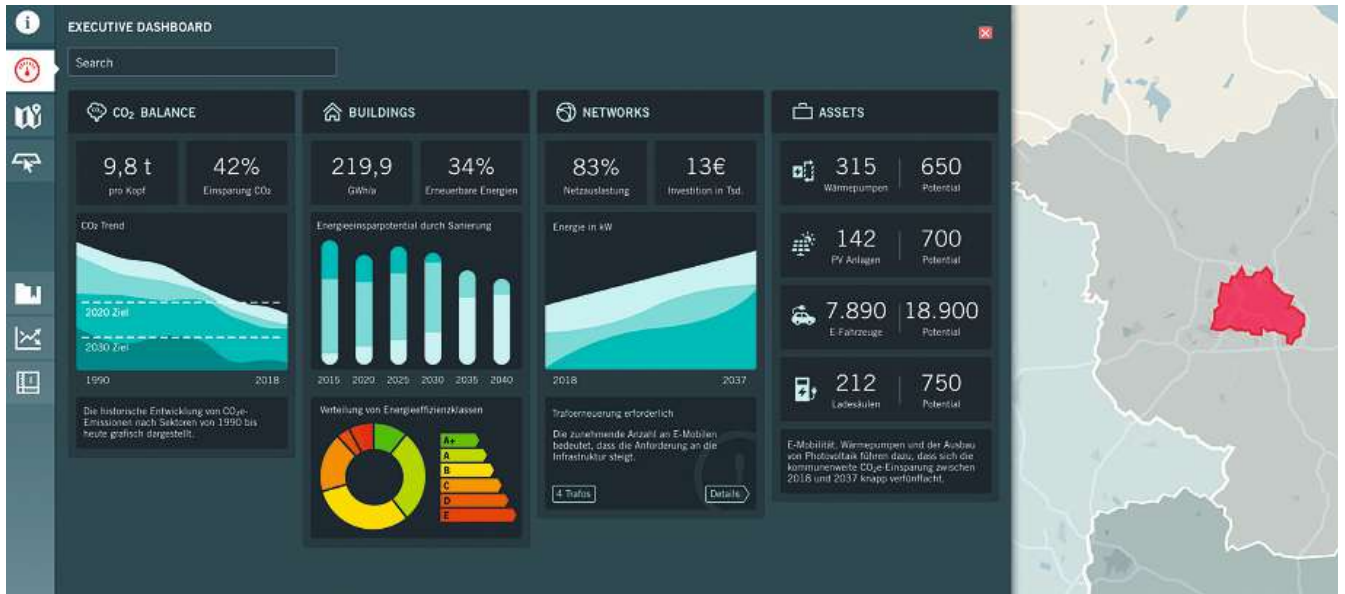 EXECUTIVE DASHBOARD
Search
CO₂ BALANCE
9,8 t
pro Kopf
42%
Einsparung CO₂
CO₂ Trend
2020 Ziel
2030 Ziel
1990
2018
Die historische Entwicklung von CO₂e-
Emissionen nach Sektoren von 1990 bis
heute grafisch dargestellt.
BUILDINGS
219,9
GWh/a
34%
Erneuerbare Energien
Energieeinsparpotential durch Sanierung
2015 2020 2025 2030 2035 2040
Verteilung von Energieeffizienzklassen
A+
A
B
C
D
E
NETWORKS
83%
Netzauslastung
13€
Investition in Tsd.
Energie in kW
2018
2037
Trafoerneuerung erforderlich
Die zunehmende Anzahl an E-Mobilen
bedeutet, dass die Anforderung an die
Infrastruktur steigt.
4 Trafos
Details
ASSETS
315
Wärmepumpen
650
Potential
142
PV Anlagen
700
Potential
7.890
E-Fahrzeuge
18.900
Potential
212
Ladesäulen
750
Potential
E-Mobilität, Wärmepumpen und der Ausbau
von Photovoltaik führen dazu, dass sich die
kommunenweite CO₂e-Einsparung zwischen
2018 und 2037 knapp verfünffacht.